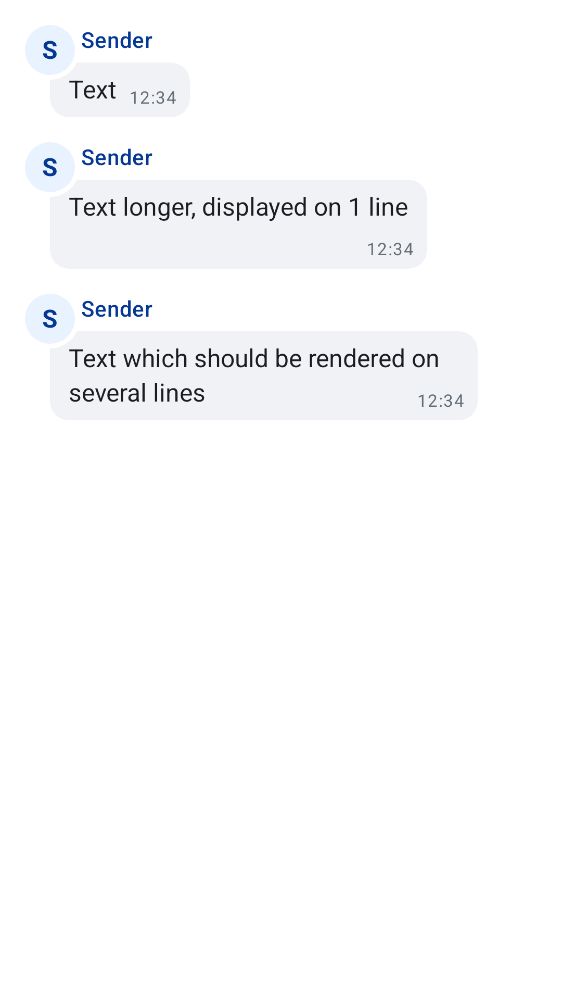 S Sender
Text 12:34
S Sender
Text longer, displayed on 1 line
12:34
S Sender
Text which should be rendered on
several lines 12:34